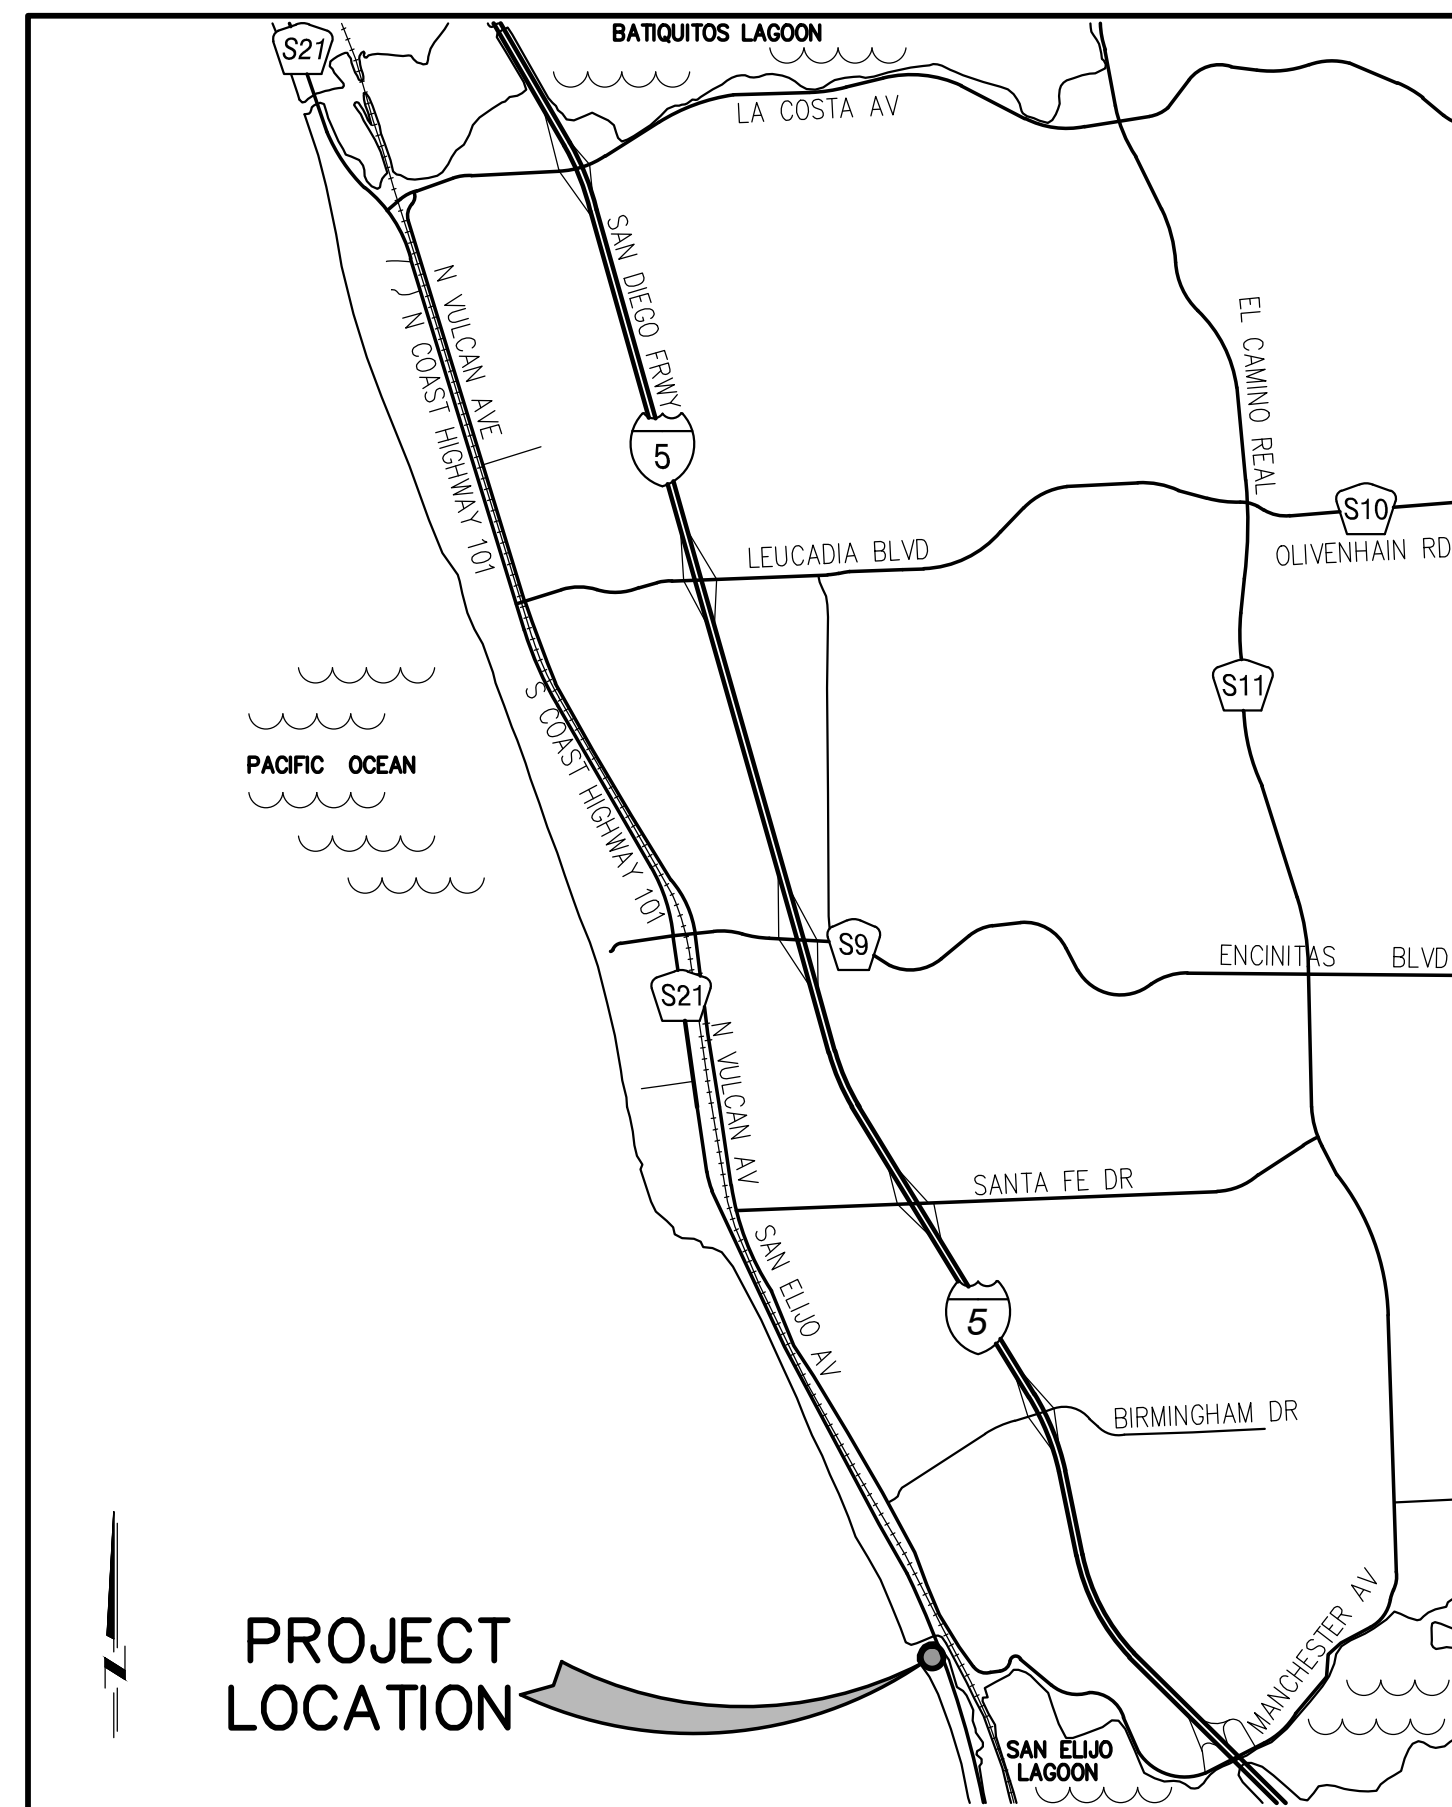 BATIQUITOS LAGOON
S21
LA COSTA AV
SAN DIEGO FRWY
N VULCAN AVE
N COAST HIGHWAY 101
EL CAMINO REAL
5
S10
LEUCADIA BLVD
OLIVENHAIN RD
S11
S COAST HIGHWAY 101
PACIFIC OCEAN
S9
ENCINITAS BLVD
S21
N VULCAN AV
SANTA FE DR
SAN ELIJO AV
5
BIRMINGHAM DR
MANCHESTER AV
PROJECT
LOCATION
N
SAN ELIJO
LAGOON